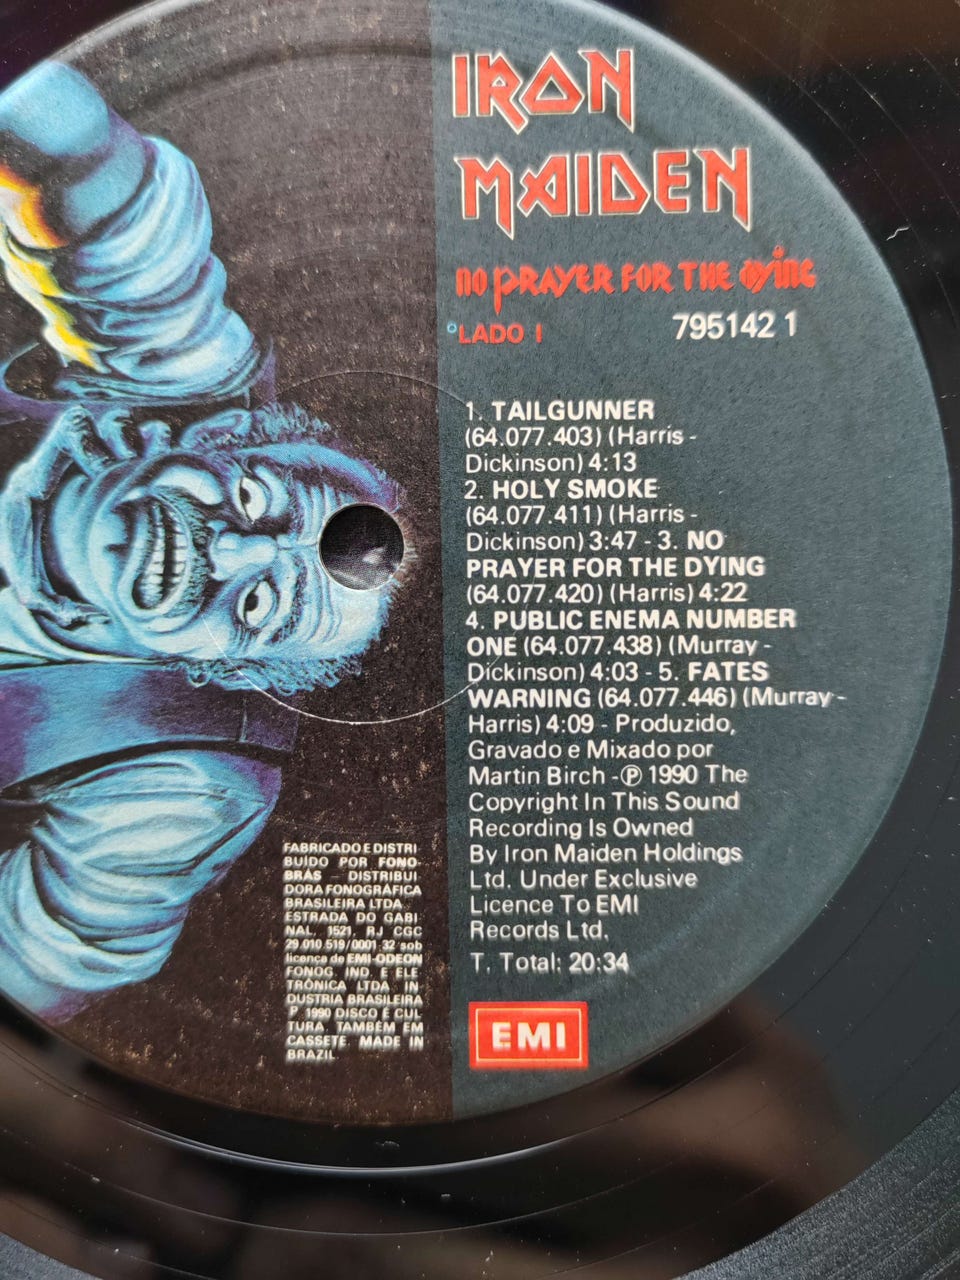 IRON
MAIDEN
NO PRAYER FOR THE DYING
LADO 1
795142 1
1. TAILGUNNER
(64.077.403) (Harris -
Dickinson) 4:13
2. HOLY SMOKE
(64.077.411) (Harris -
Dickinson) 3:47 - 3. NO
PRAYER FOR THE DYING
(64.077.420) (Harris) 4:22
4. PUBLIC ENEMA NUMBER
ONE (64.077.438) (Murray -
Dickinson) 4:03 - 5. FATES
WARNING (64.077.446) (Murray -
Harris) 4:09 - Produzido,
Gravado e Mixado por
Martin Birch - ℗ 1990 The
Copyright In This Sound
Recording Is Owned
By Iron Maiden Holdings
Ltd. Under Exclusive
Licence To EMI
Records Ltd.
T. Total: 20:34
EMI
FABRICADO E DISTRI
BUÍDO POR FONO-
BRÁS DISTRIBUI
DORA FONOGRÁFICA
BRASILEIRA LTDA.
ESTRADA DO GABI
NAL, 1521, RJ CGC
29.010.519/0001-32 sob
licença de EMI-ODEON
FONOG. IND. E ELE
TRÔNICA LTDA. IN
DÚSTRIA BRASILEIRA
P 1990 DISCO É CUL
TURA. TAMBÉM EM
CASSETE. MADE IN
BRAZIL